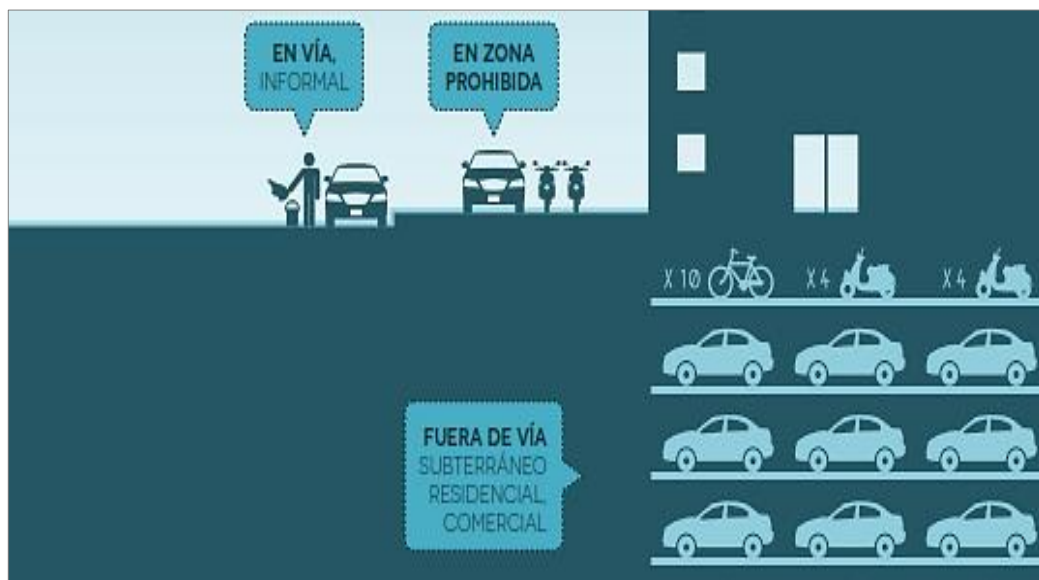 EN VÍA,
INFORMAL
EN ZONA
PROHIBIDA
X 10
X 4
X 4
FUERA DE VÍA
SUBTERRÁNEO
RESIDENCIAL,
COMERCIAL